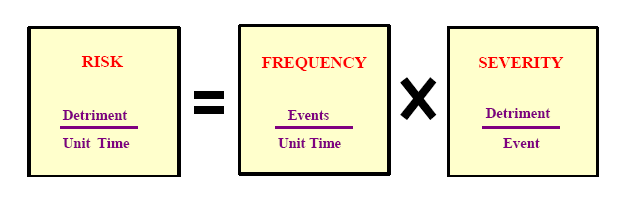 RISK
Detriment
Unit Time
=
FREQUENCY
Events
Unit Time
X
SEVERITY
Detriment
Event